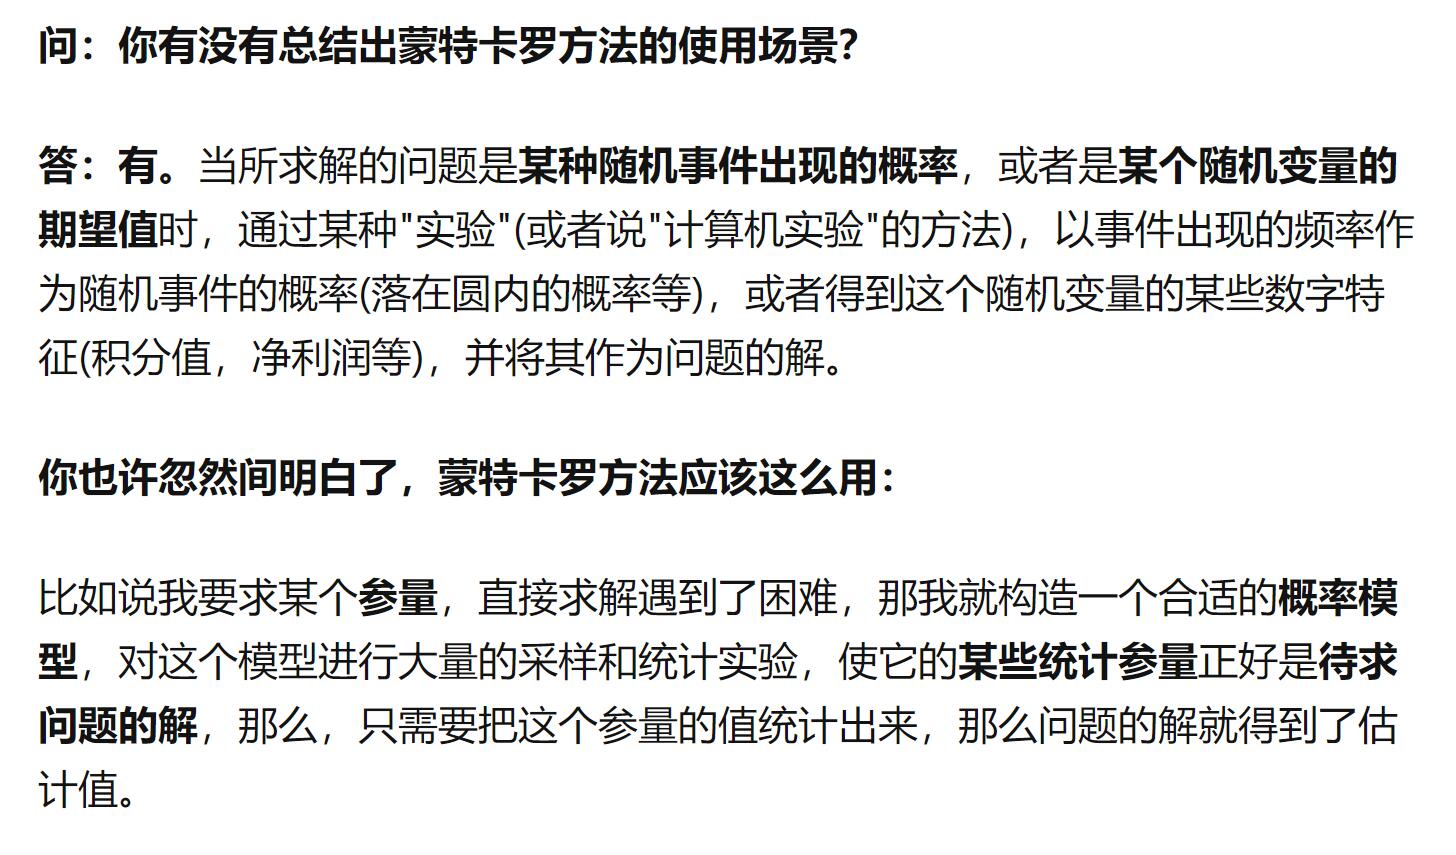 问：你有没有总结出蒙特卡罗方法的使用场景？
答：有。当所求解的问题是某种随机事件出现的概率，或者是某个随机变量的
期望值时，通过某种"实验"(或者说"计算机实验"的方法)，以事件出现的频率作
为随机事件的概率(落在圆内的概率等)，或者得到这个随机变量的某些数字特
征(积分值，净利润等)，并将其作为问题的解。
你也许忽然间明白了，蒙特卡罗方法应该这么用：
比如说我要求某个参量，直接求解遇到了困难，那我就构造一个合适的概率模
型，对这个模型进行大量的采样和统计实验，使它的某些统计参量正好是待求
问题的解，那么，只需要把这个参量的值统计出来，那么问题的解就得到了估
计值。